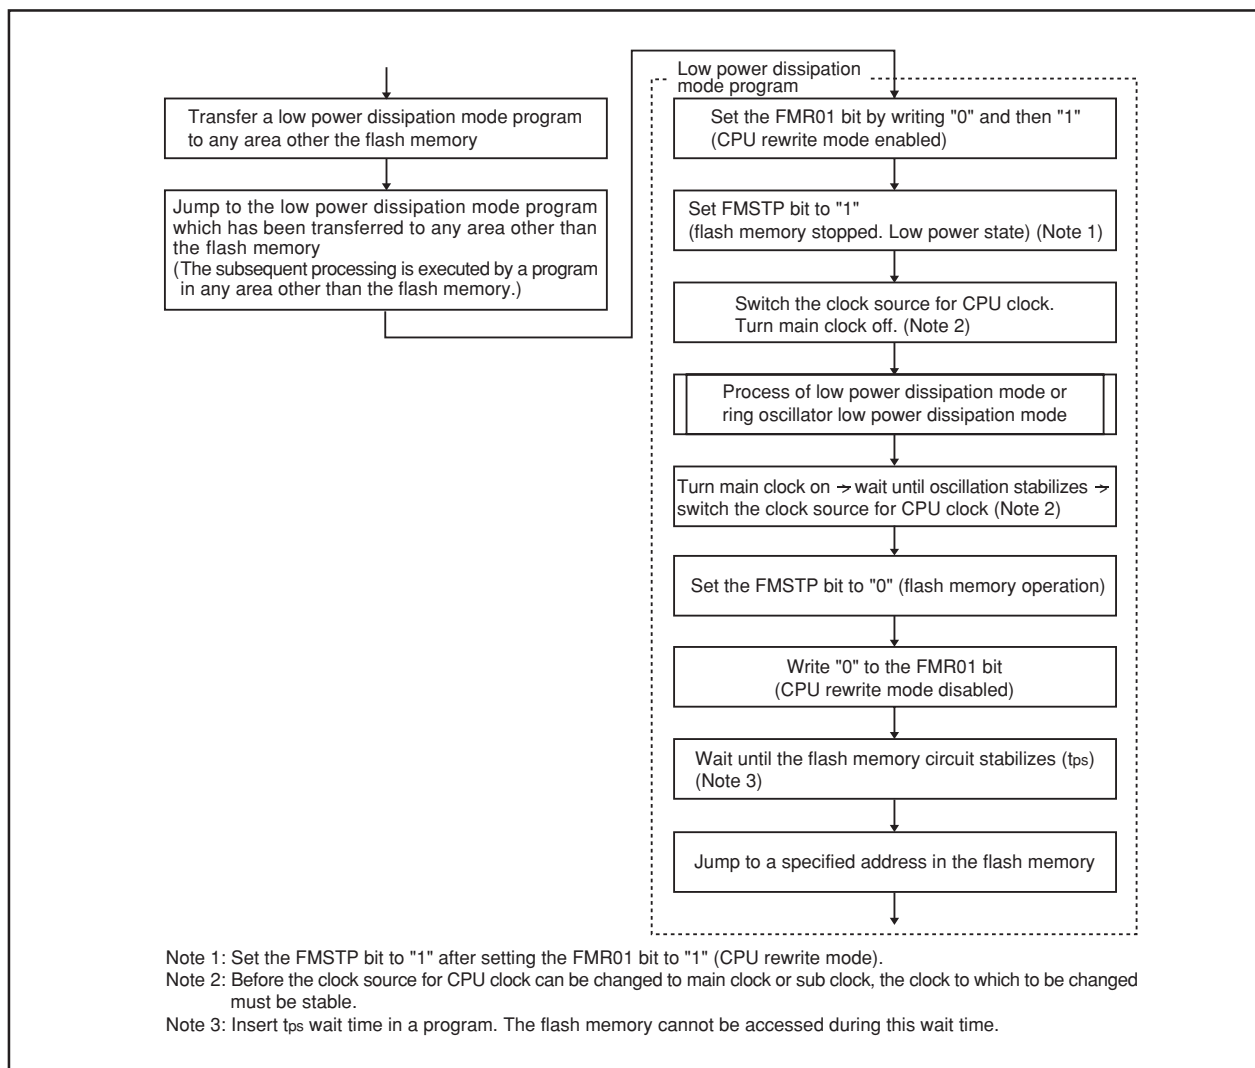 Transfer a low power dissipation mode program
to any area other the flash memory
Jump to the low power dissipation mode program
which has been transferred to any area other than
the flash memory
(The subsequent processing is executed by a program
in any area other than the flash memory.)
Low power dissipation
mode program
Set the FMR01 bit by writing "0" and then "1"
(CPU rewrite mode enabled)
Set FMSTP bit to "1"
(flash memory stopped. Low power state) (Note 1)
Switch the clock source for CPU clock.
Turn main clock off. (Note 2)
Process of low power dissipation mode or
ring oscillator low power dissipation mode
Turn main clock on → wait until oscillation stabilizes →
switch the clock source for CPU clock (Note 2)
Set the FMSTP bit to "0" (flash memory operation)
Write "0" to the FMR01 bit
(CPU rewrite mode disabled)
Wait until the flash memory circuit stabilizes (tps)
(Note 3)
Jump to a specified address in the flash memory
Note 1: Set the FMSTP bit to "1" after setting the FMR01 bit to "1" (CPU rewrite mode).
Note 2: Before the clock source for CPU clock can be changed to main clock or sub clock, the clock to which to be changed
must be stable.
Note 3: Insert tps wait time in a program. The flash memory cannot be accessed during this wait time.